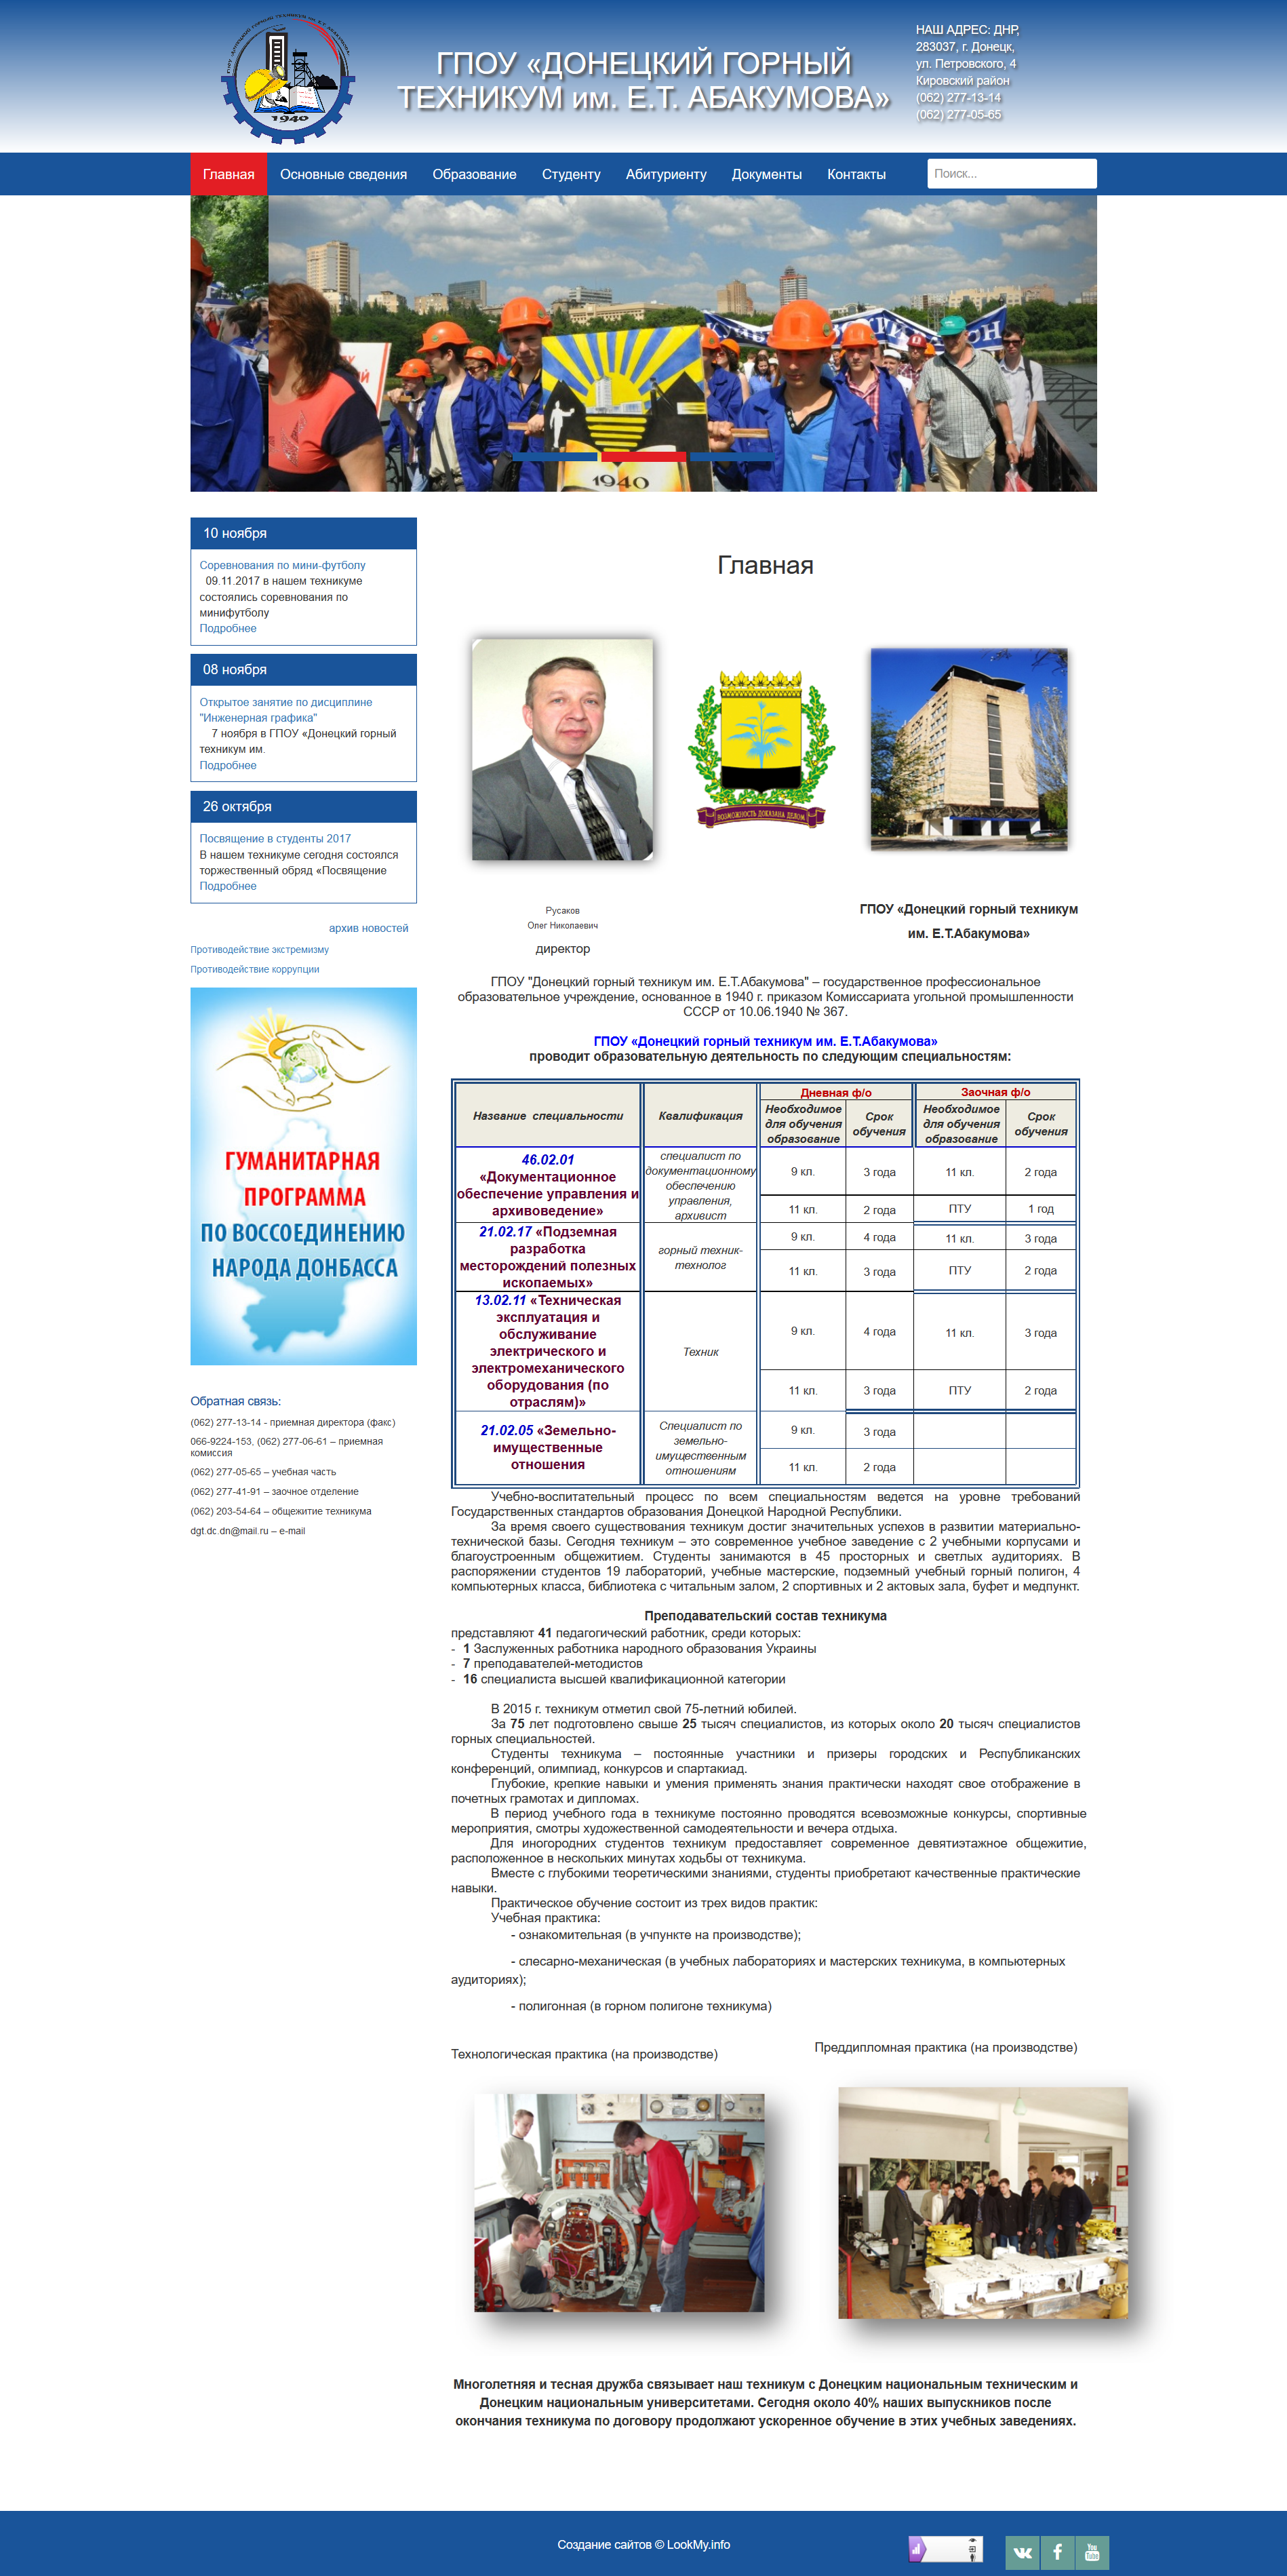 ГПОУ «ДОНЕЦКИЙ ГОРНЫЙ ТЕХНИКУМ ИМ. Е.Т. АБАКУМОВА»
1940
ГПОУ «ДОНЕЦКИЙ ГОРНЫЙ
ТЕХНИКУМ им. Е.Т. АБАКУМОВА»
НАШ АДРЕС: ДНР,
283037, г. Донецк,
ул. Петровского, 4
Кировский район
(062) 277-13-14
(062) 277-05-65
Главная
Основные сведения
Образование
Студенту
Абитуриенту
Документы
Контакты
Поиск...
1940
10 ноября
Соревнования по мини-футболу
09.11.2017 в нашем техникуме
состоялись соревнования по
минифутболу
Подробнее
08 ноября
Открытое занятие по дисциплине
"Инженерная графика"
7 ноября в ГПОУ «Донецкий горный
техникум им.
Подробнее
26 октября
Посвящение в студенты 2017
В нашем техникуме сегодня состоялся
торжественный обряд «Посвящение
Подробнее
архив новостей
Противодействие экстремизму
Противодействие коррупции
ГУМАНИТАРНАЯ
ПРОГРАММА
ПО ВОССОЕДИНЕНИЮ
НАРОДА ДОНБАССА
Обратная связь:
(062) 277-13-14 - приемная директора (факс)
066-9224-153, (062) 277-06-61 – приемная
комиссия
(062) 277-05-65 – учебная часть
(062) 277-41-91 – заочное отделение
(062) 203-54-64 – общежитие техникума
dgt.dc.dn@mail.ru – e-mail
Главная
ВОЗМОЖНОСТЬ ДОКАЗАНА ДЕЛОМ
Русаков
Олег Николаевич
директор
ГПОУ «Донецкий горный техникум
им. Е.Т.Абакумова»
ГПОУ "Донецкий горный техникум им. Е.Т.Абакумова" – государственное профессиональное
образовательное учреждение, основанное в 1940 г. приказом Комиссариата угольной промышленности
СССР от 10.06.1940 № 367.
ГПОУ «Донецкий горный техникум им. Е.Т.Абакумова»
проводит образовательную деятельность по следующим специальностям:
Название специальности
Квалификация
Дневная ф/о
Заочная ф/о
Необходимое
для обучения
образование
Срок
обучения
Необходимое
для обучения
образование
Срок
обучения
46.02.01
«Документационное
обеспечение управления и
архивоведение»
специалист по
документационному
обеспечению
управления,
архивист
9 кл. 3 года 11 кл. 2 года
11 кл. 2 года ПТУ 1 год
21.02.17 «Подземная
разработка
месторождений полезных
ископаемых»
горный техник-
технолог
9 кл. 4 года 11 кл. 3 года
11 кл. 3 года ПТУ 2 года
13.02.11 «Техническая
эксплуатация и
обслуживание
электрического и
электромеханического
оборудования (по
отраслям)»
Техник
9 кл. 4 года 11 кл. 3 года
11 кл. 3 года ПТУ 2 года
21.02.05 «Земельно-
имущественные
отношения
Специалист по
земельно-
имущественным
отношениям
9 кл. 3 года
11 кл. 2 года
Учебно-воспитательный процесс по всем специальностям ведется на уровне требований
Государственных стандартов образования Донецкой Народной Республики.
За время своего существования техникум достиг значительных успехов в развитии материально-
технической базы. Сегодня техникум – это современное учебное заведение с 2 учебными корпусами и
благоустроенным общежитием. Студенты занимаются в 45 просторных и светлых аудиториях. В
распоряжении студентов 19 лабораторий, учебные мастерские, подземный учебный горный полигон, 4
компьютерных класса, библиотека с читальным залом, 2 спортивных и 2 актовых зала, буфет и медпункт.
Преподавательский состав техникума
представляют 41 педагогический работник, среди которых:
- 1 Заслуженных работника народного образования Украины
- 7 преподавателей-методистов
- 16 специалиста высшей квалификационной категории
В 2015 г. техникум отметил свой 75-летний юбилей.
За 75 лет подготовлено свыше 25 тысяч специалистов, из которых около 20 тысяч специалистов
горных специальностей.
Студенты техникума – постоянные участники и призеры городских и Республиканских
конференций, олимпиад, конкурсов и спартакиад.
Глубокие, крепкие навыки и умения применять знания практически находят свое отображение в
почетных грамотах и дипломах.
В период учебного года в техникуме постоянно проводятся всевозможные конкурсы, спортивные
мероприятия, смотры художественной самодеятельности и вечера отдыха.
Для иногородних студентов техникум предоставляет современное девятиэтажное общежитие,
расположенное в нескольких минутах ходьбы от техникума.
Вместе с глубокими теоретическими знаниями, студенты приобретают качественные практические
навыки.
Практическое обучение состоит из трех видов практик:
Учебная практика:
- ознакомительная (в учпункте на производстве);
- слесарно-механическая (в учебных лабораториях и мастерских техникума, в компьютерных
аудиториях);
- полигонная (в горном полигоне техникума)
Технологическая практика (на производстве)
Преддипломная практика (на производстве)
Многолетняя и тесная дружба связывает наш техникум с Донецким национальным техническим и
Донецким национальным университетами. Сегодня около 40% наших выпускников после
окончания техникума по договору продолжают ускоренное обучение в этих учебных заведениях.
Создание сайтов © LookMy.info
You
Tube